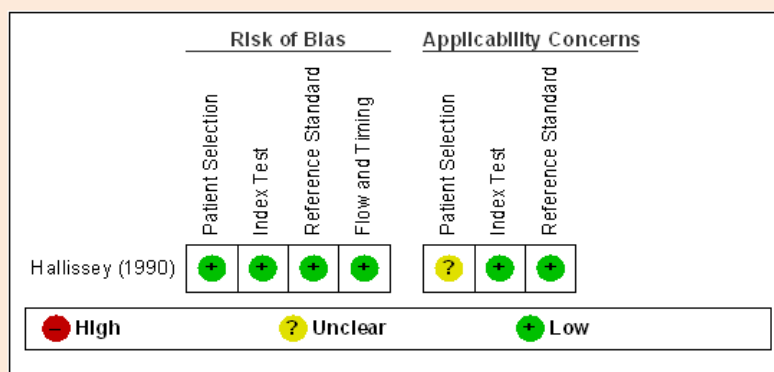 Risk of Bias Applicability Concerns
Patient Selection
Index Test
Reference Standard
Flow and Timing
Patient Selection
Index Test
Reference Standard
Hallissey (1990) + + + + ? + +
– High ? Unclear + Low